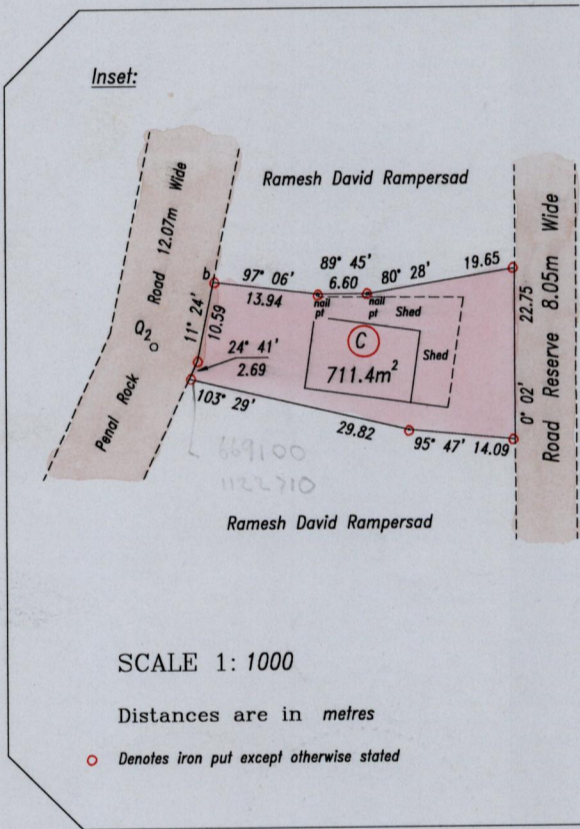 Inset:
Road 12.07m Wide
Penal Rock
Q2
Ramesh David Rampersad
b
97° 06'
13.94
89° 45'
6.60
80° 28'
19.65
nail
pt
nail
pt
Shed
Shed
C
711.4m²
11° 24'
10.59
24° 41'
2.69
22.75
0° 02'
Road Reserve 8.05m Wide
103° 29'
29.82
95° 47'
14.09
669100
1122710
Ramesh David Rampersad
SCALE 1: 1000
Distances are in metres
Denotes iron put except otherwise stated